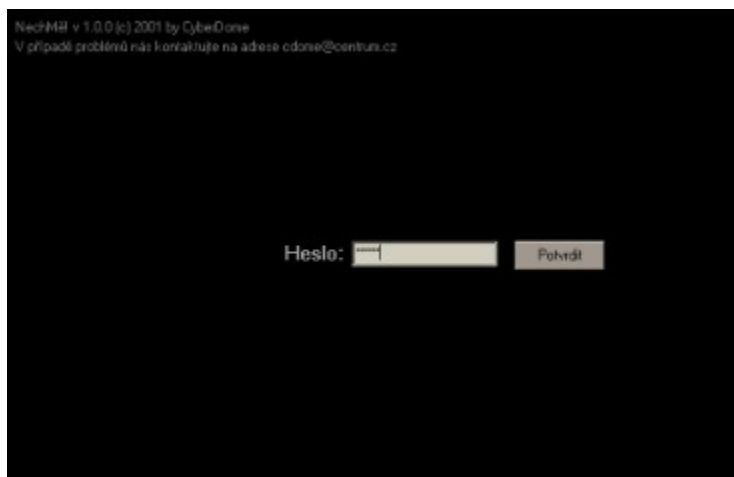 NechMě! v 1.0.0 (c) 2001 by CyberDome
V případě problémů nás kontaktujte na adrese cdome@centrum.cz
Heslo:
Potvrdit